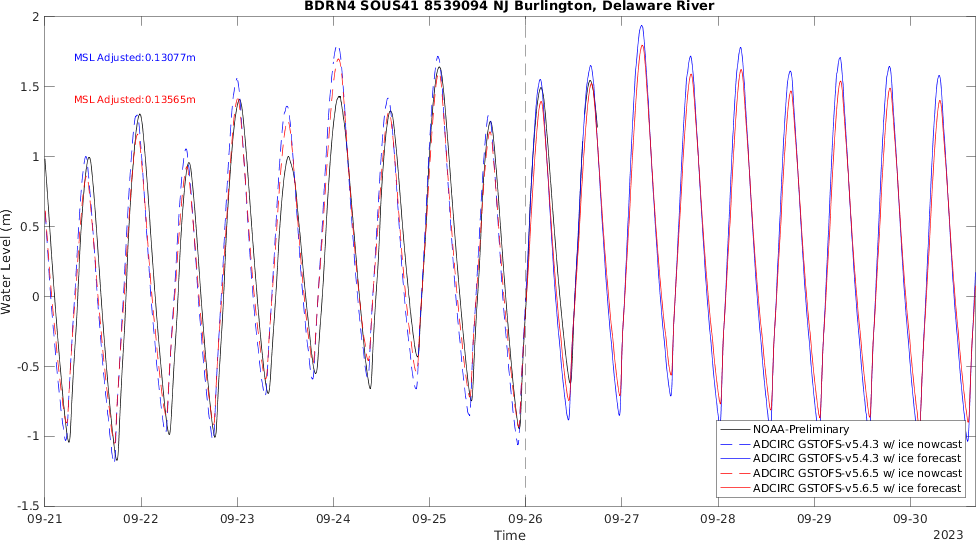 BDRN4 SOUS41 8539094 NJ Burlington, Delaware River
MSL Adjusted:0.13077m
MSL Adjusted:0.13565m
Water Level (m)
2
1.5
1
0.5
0
-0.5
-1
-1.5
NOAA-Preliminary
ADCIRC GSTOFS-v5.4.3 w/ ice nowcast
ADCIRC GSTOFS-v5.4.3 w/ ice forecast
ADCIRC GSTOFS-v5.6.5 w/ ice nowcast
ADCIRC GSTOFS-v5.6.5 w/ ice forecast
09-21 09-22 09-23 09-24 09-25 09-26 09-27 09-28 09-29 09-30
Time
2023